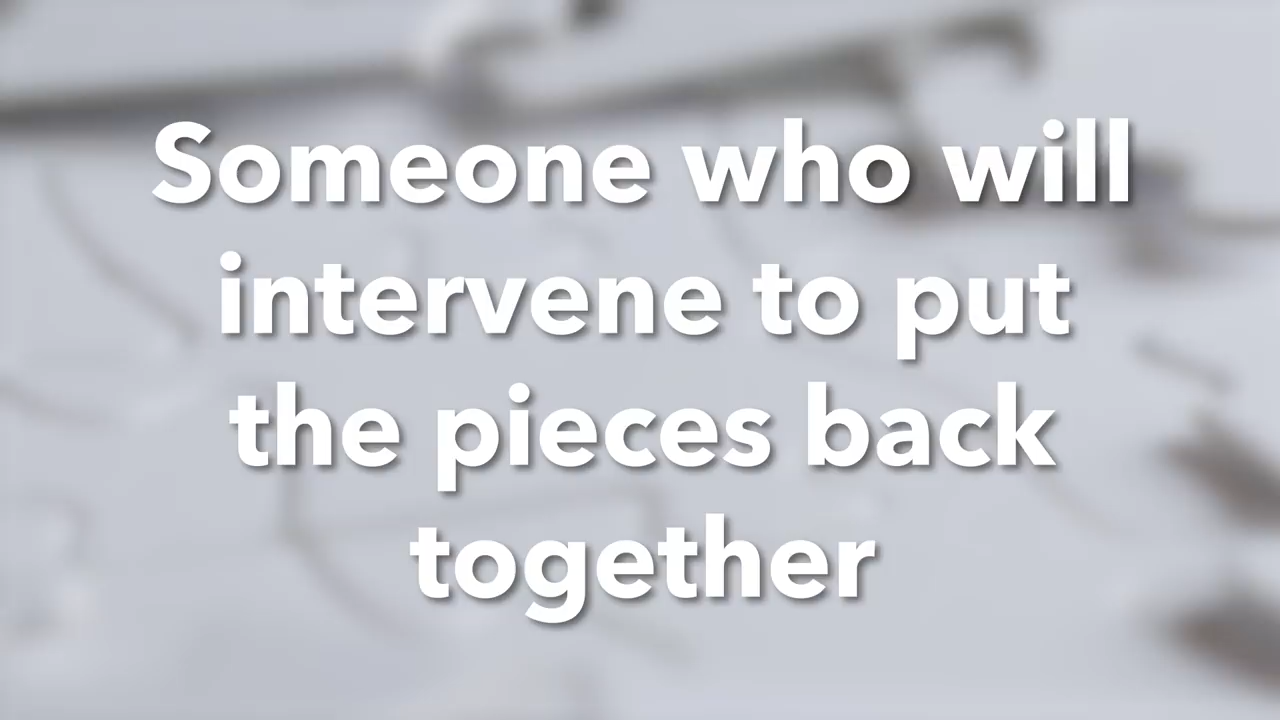 Someone who will
intervene to put
the pieces back
together